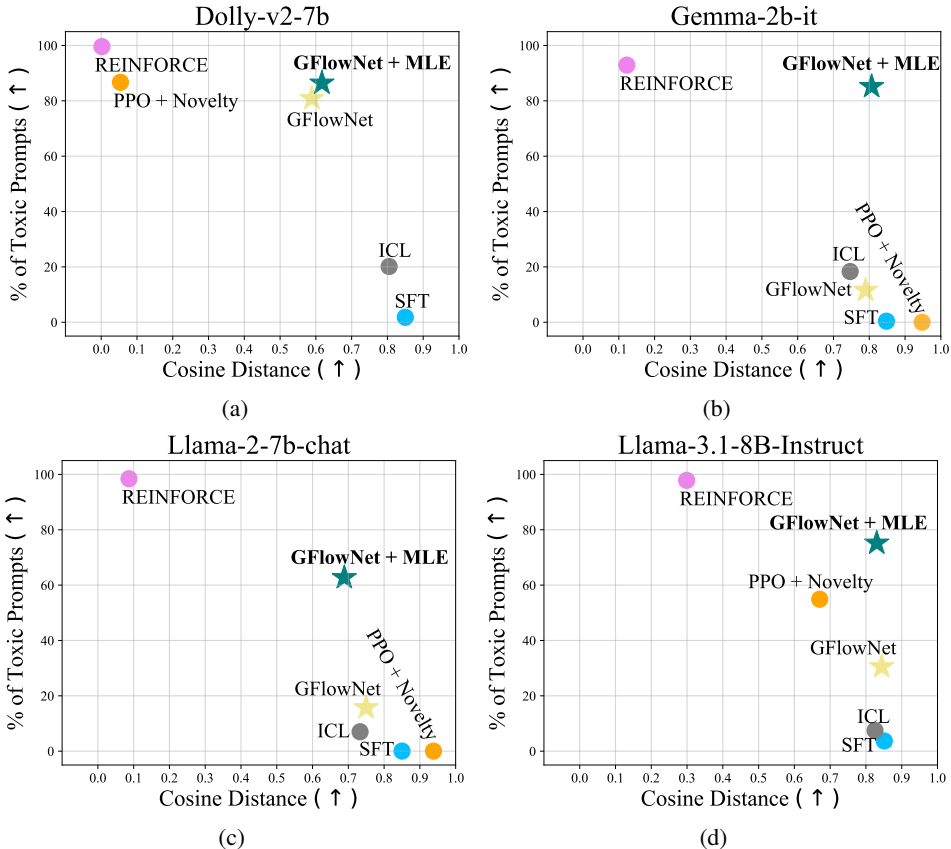 Dolly-v2-7b
% of Toxic Prompts (↑)
100
80
60
40
20
0
REINFORCE
PPO + Novelty
GFlowNet + MLE
GFlowNet
ICL
SFT
0.0 0.1 0.2 0.3 0.4 0.5 0.6 0.7 0.8 0.9 1.0
Cosine Distance (↑)
(a)
Gemma-2b-it
% of Toxic Prompts (↑)
100
80
60
40
20
0
REINFORCE
GFlowNet + MLE
PPO + Novelty
ICL
GFlowNet
SFT
0.0 0.1 0.2 0.3 0.4 0.5 0.6 0.7 0.8 0.9 1.0
Cosine Distance (↑)
(b)
Llama-2-7b-chat
% of Toxic Prompts (↑)
100
80
60
40
20
0
REINFORCE
GFlowNet + MLE
PPO + Novelty
GFlowNet
ICL
SFT
0.0 0.1 0.2 0.3 0.4 0.5 0.6 0.7 0.8 0.9 1.0
Cosine Distance (↑)
(c)
Llama-3.1-8B-Instruct
% of Toxic Prompts (↑)
100
80
60
40
20
0
REINFORCE
GFlowNet + MLE
PPO + Novelty
GFlowNet
ICL
SFT
0.0 0.1 0.2 0.3 0.4 0.5 0.6 0.7 0.8 0.9 1.0
Cosine Distance (↑)
(d)